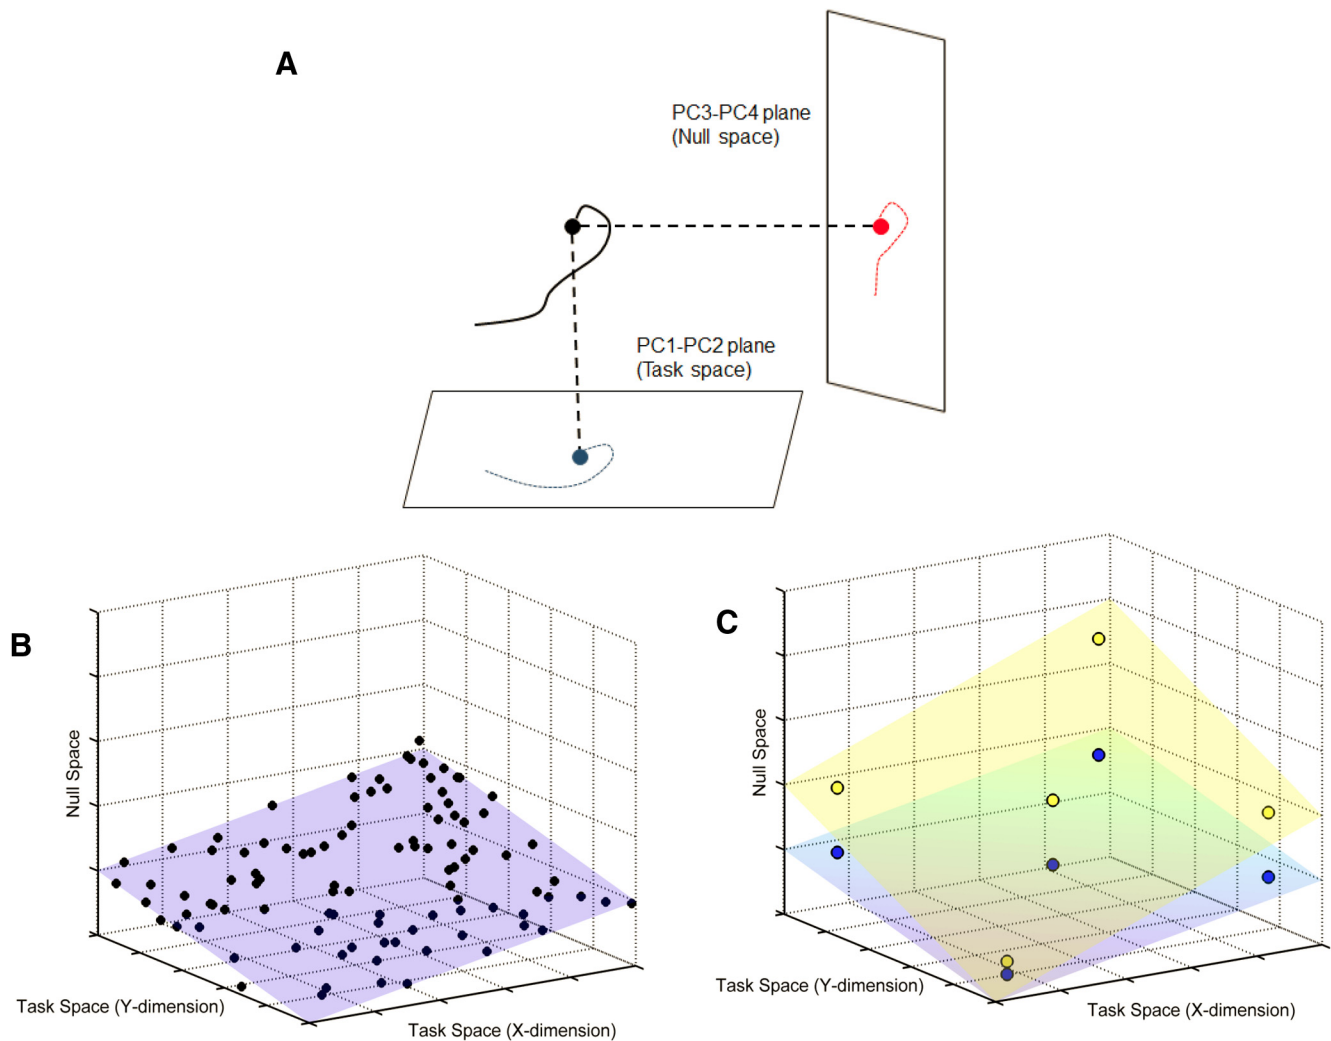 A
PC3-PC4 plane
(Null space)
PC1-PC2 plane
(Task space)
B
Null Space
Task Space (Y-dimension)
Task Space (X-dimension)
C
Null Space
Task Space (Y-dimension)
Task Space (X-dimension)